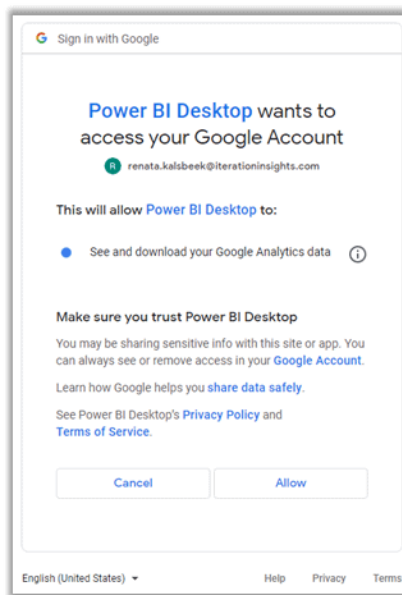 Sign in with Google
Power BI Desktop wants to
access your Google Account
R renata.kalsbeek@iterationinsights.com
This will allow Power BI Desktop to:
See and download your Google Analytics data
Make sure you trust Power BI Desktop
You may be sharing sensitive info with this site or app. You
can always see or remove access in your Google Account.
Learn how Google helps you share data safely.
See Power BI Desktop's Privacy Policy and
Terms of Service.
Cancel Allow
English (United States) Help Privacy Terms